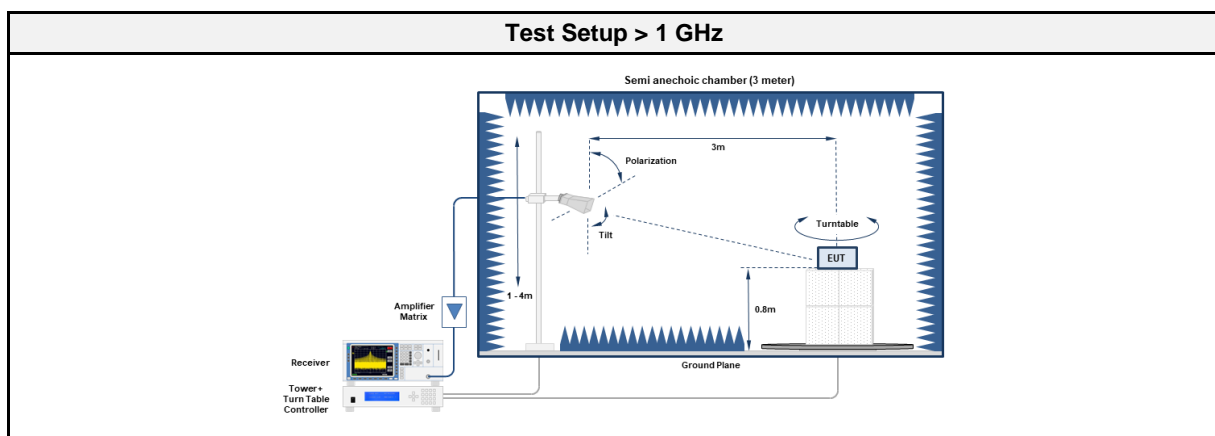 Test Setup > 1 GHz
Semi anechoic chamber (3 meter)
3m
Polarization
Tilt
Turntable
EUT
1 - 4m
0.8m
Amplifier
Matrix
Ground Plane
Receiver
Tower+
Turn Table
Controller